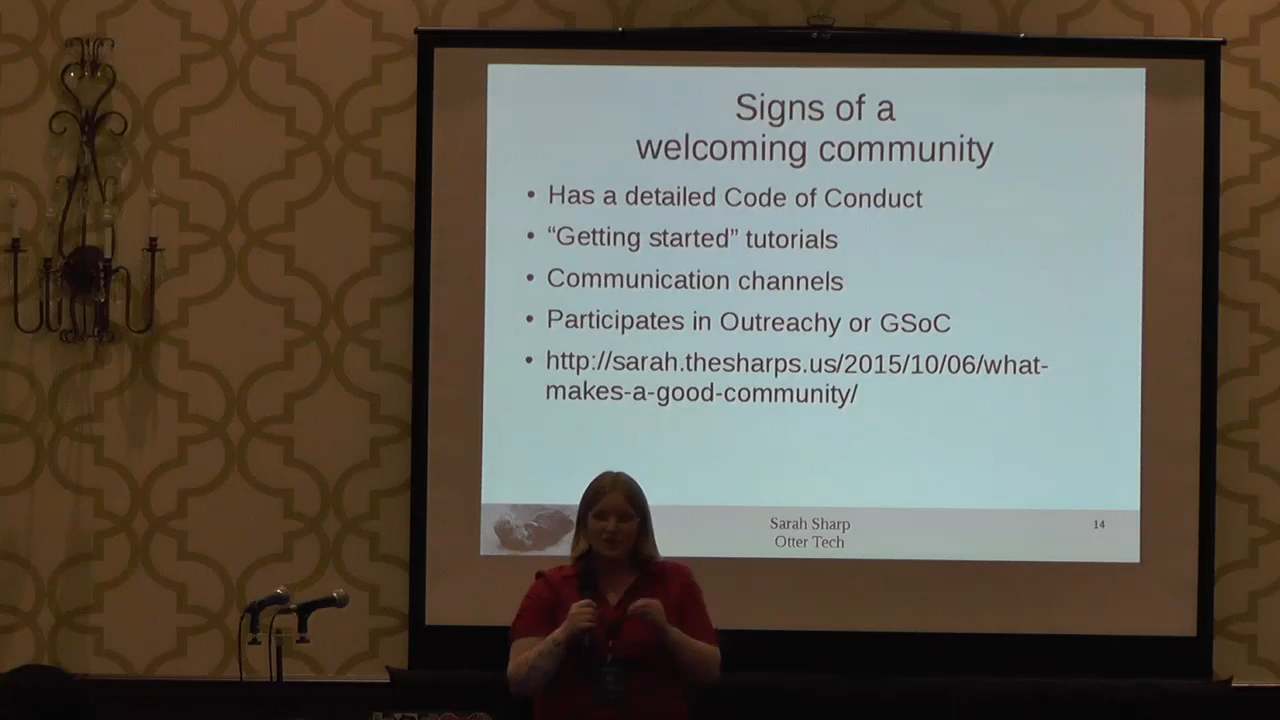 Signs of a
welcoming community
• Has a detailed Code of Conduct
• “Getting started” tutorials
• Communication channels
• Participates in Outreachy or GSoC
• http://sarah.thesharps.us/2015/10/06/what-
makes-a-good-community/
Sarah Sharp
Otter Tech
14